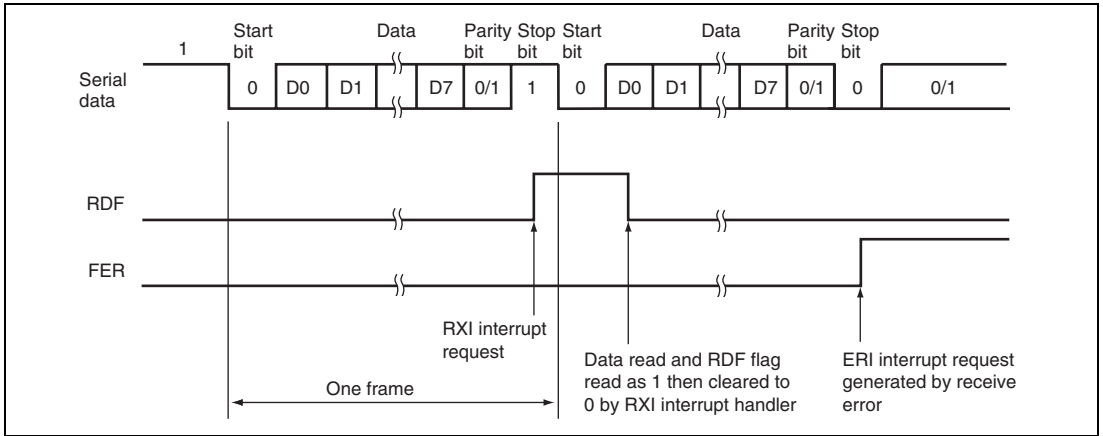 Start bit Data Parity bit Stop bit Start bit Data Parity bit Stop bit
1
Serial data 0 D0 D1 D7 0/1 1 0 D0 D1 D7 0/1 0 0/1
RDF
FER
RXI interrupt
request
Data read and RDF flag
read as 1 then cleared to
0 by RXI interrupt handler
ERI interrupt request
generated by receive
error
One frame